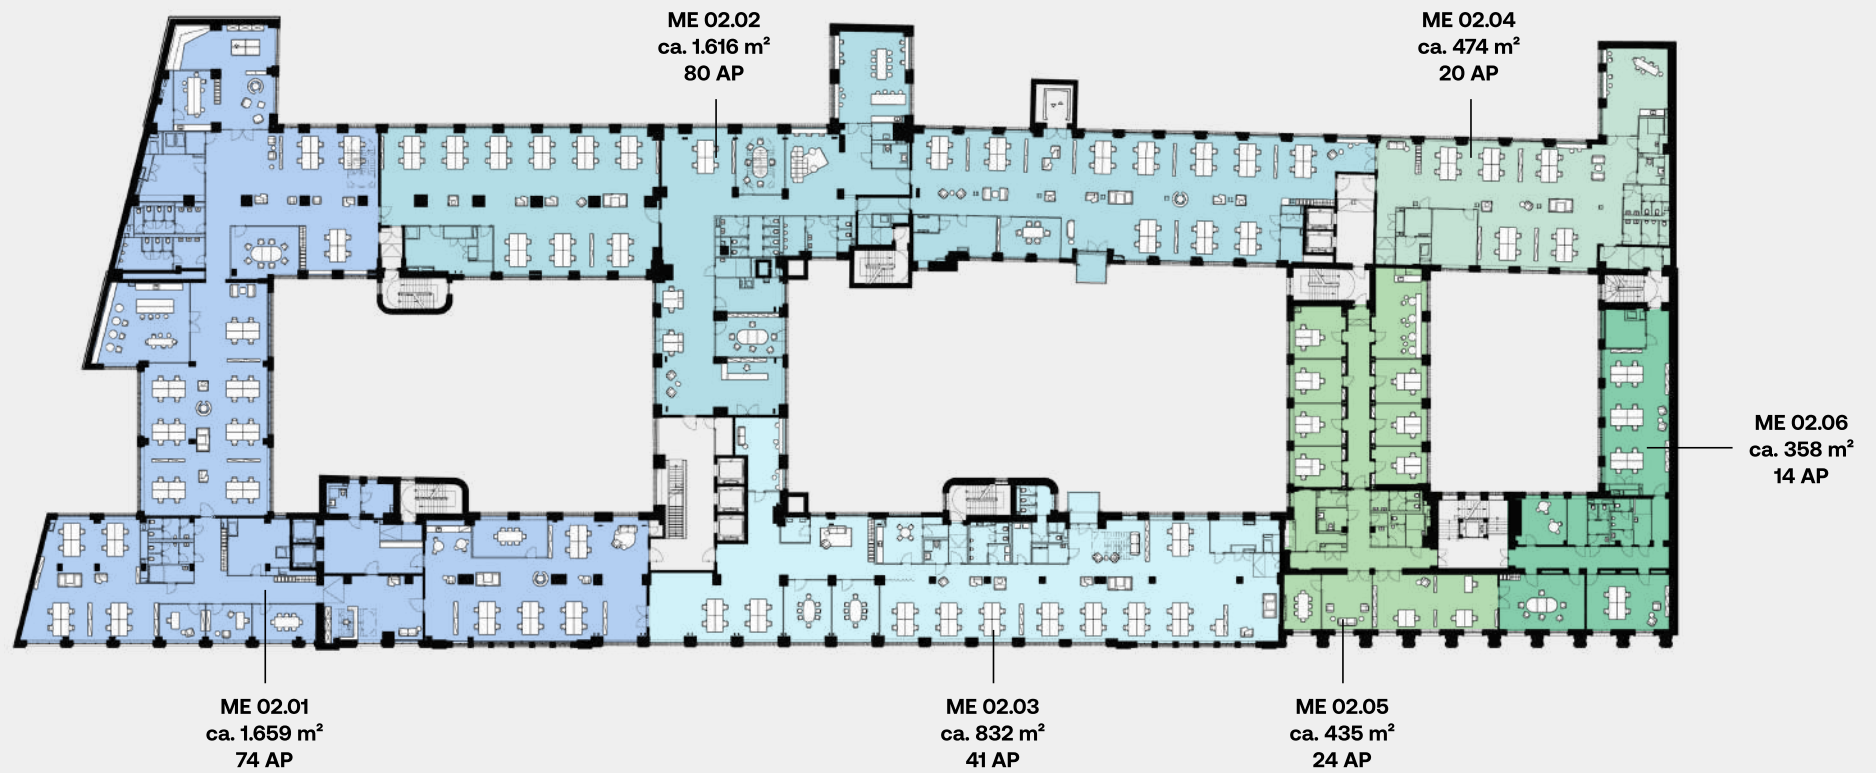 ME 02.02
ca. 1.616 m²
80 AP
ME 02.04
ca. 474 m²
20 AP
ME 02.06
ca. 358 m²
14 AP
ME 02.01
ca. 1.659 m²
74 AP
ME 02.03
ca. 832 m²
41 AP
ME 02.05
ca. 435 m²
24 AP